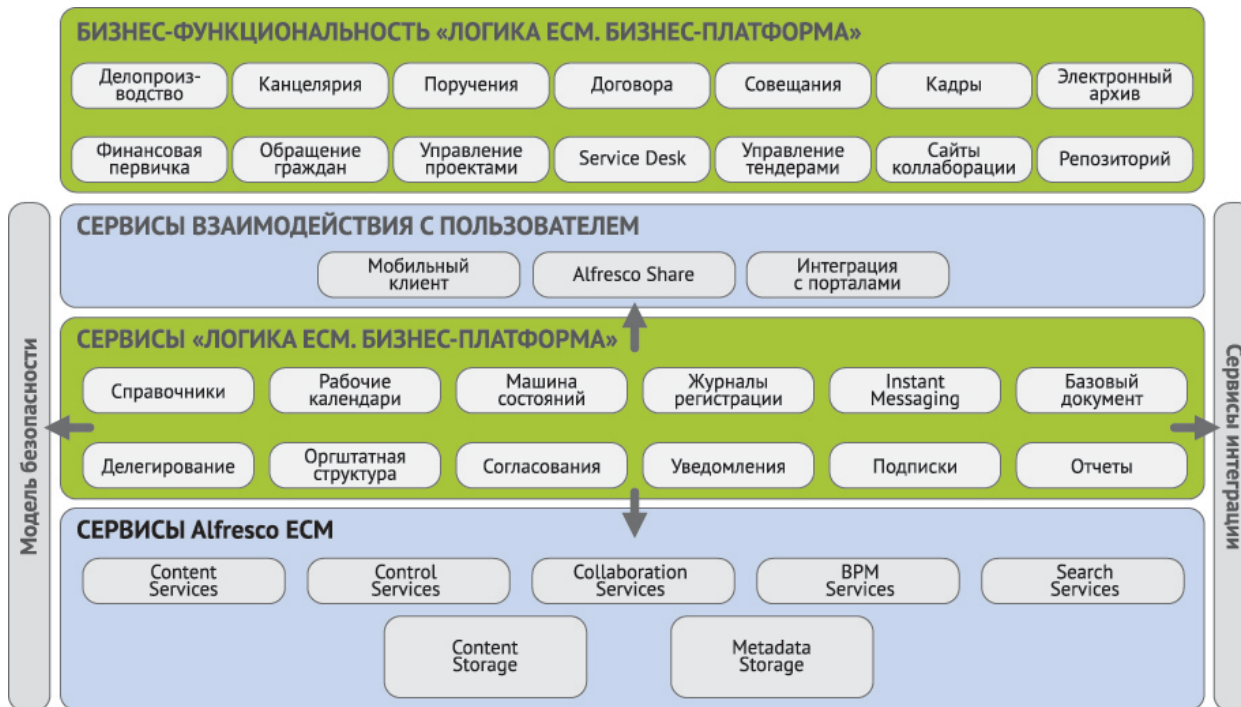 БИЗНЕС-ФУНКЦИОНАЛЬНОСТЬ «ЛОГИКА ЕСМ. БИЗНЕС-ПЛАТФОРМА»
Делопроиз-
водство
Канцелярия
Поручения
Договора
Совещания
Кадры
Электронный
архив
Финансовая
первичка
Обращение
граждан
Управление
проектами
Service Desk
Управление
тендерами
Сайты
коллаборации
Репозиторий
СЕРВИСЫ ВЗАИМОДЕЙСТВИЯ С ПОЛЬЗОВАТЕЛЕМ
Мобильный
клиент
Alfresco Share
Интеграция
с порталами
СЕРВИСЫ «ЛОГИКА ЕСМ. БИЗНЕС-ПЛАТФОРМА»
Справочники
Рабочие
календари
Машина
состояний
Журналы
регистрации
Instant
Messaging
Базовый
документ
Делегирование
Оргштатная
структура
Согласования
Уведомления
Подписки
Отчеты
СЕРВИСЫ Alfresco ECM
Content
Services
Control
Services
Collaboration
Services
BPM
Services
Search
Services
Content
Storage
Metadata
Storage
Модель безопасности
Сервисы интеграции